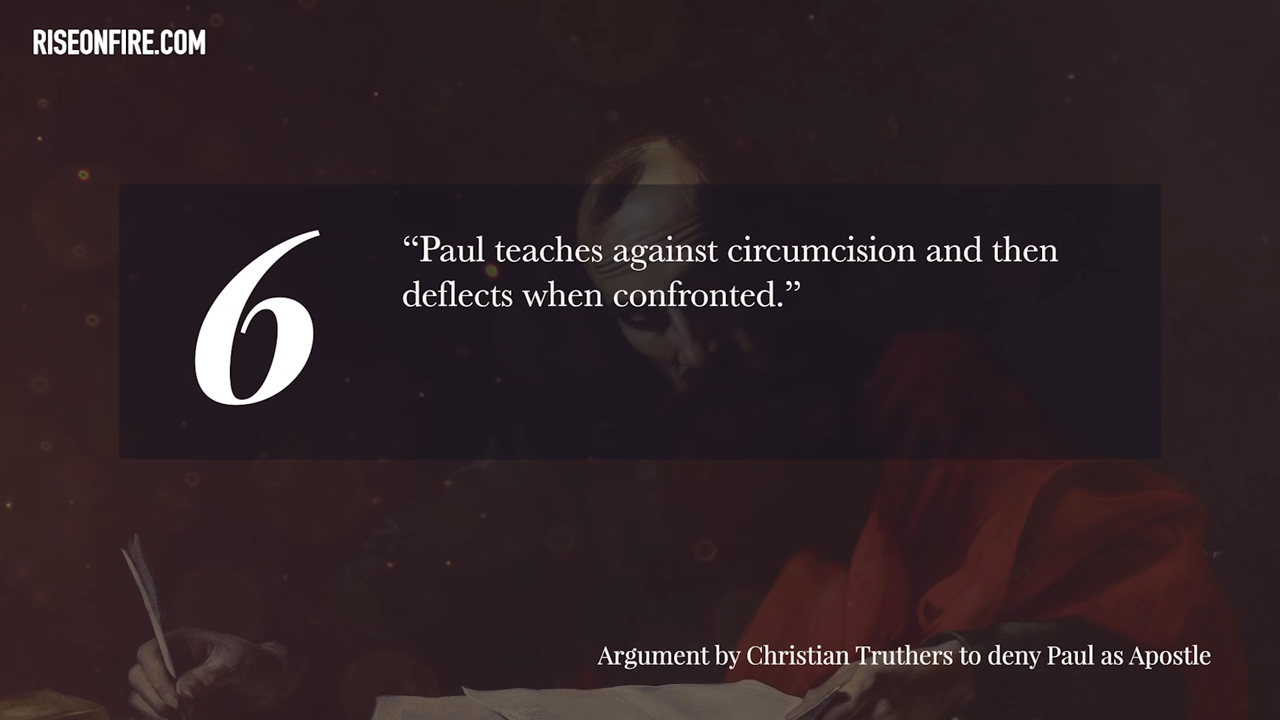 RISEONFIRE.COM
6
“Paul teaches against circumcision and then
deflects when confronted.”
Argument by Christian Truthers to deny Paul as Apostle